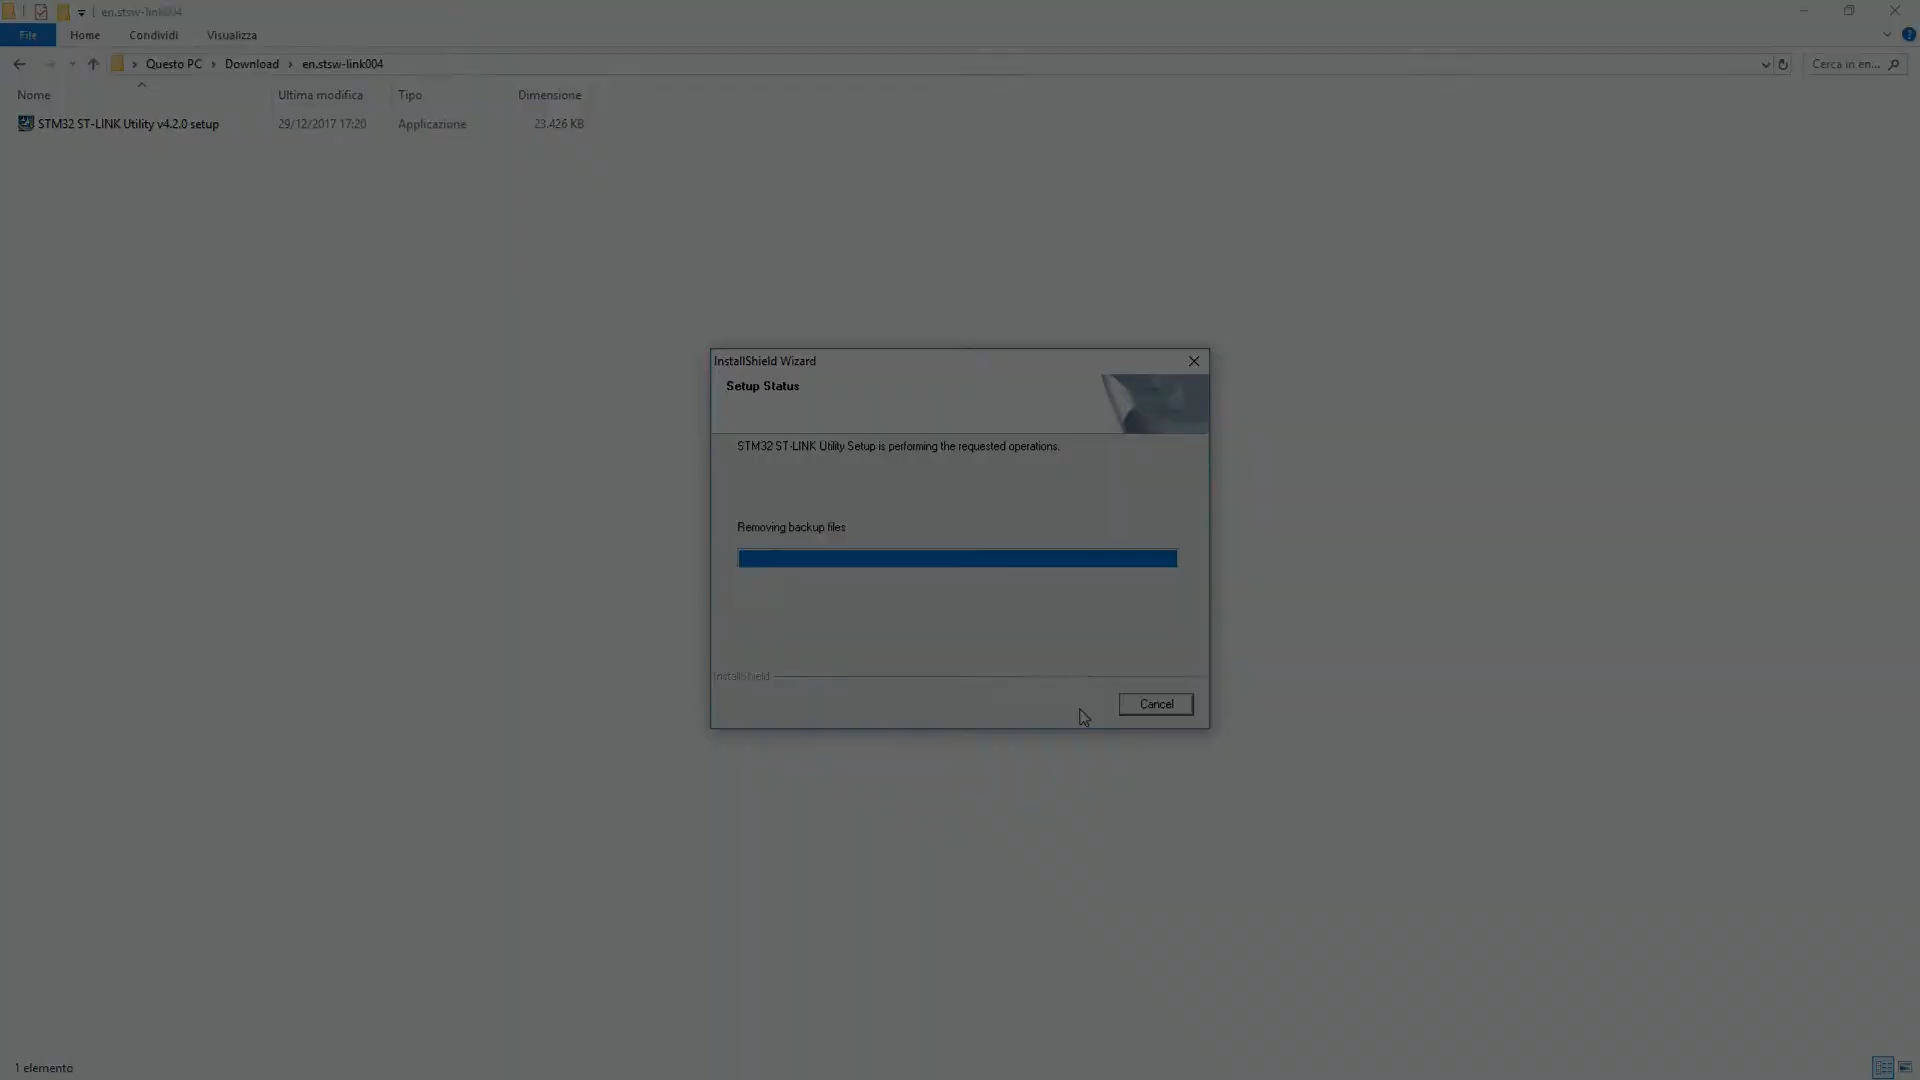 en.stsw-link004
File Home Condividi Visualizza
Questo PC Download en.stsw-link004 Cerca in en...
Nome Ultima modifica Tipo Dimensione
STM32 ST-LINK Utility v4.2.0 setup 29/12/2017 17:20 Applicazione 23.426 KB
InstallShield Wizard
Setup Status
STM32 ST-LINK Utility Setup is performing the requested operations.
Removing backup files
InstallShield
Cancel
1 elemento